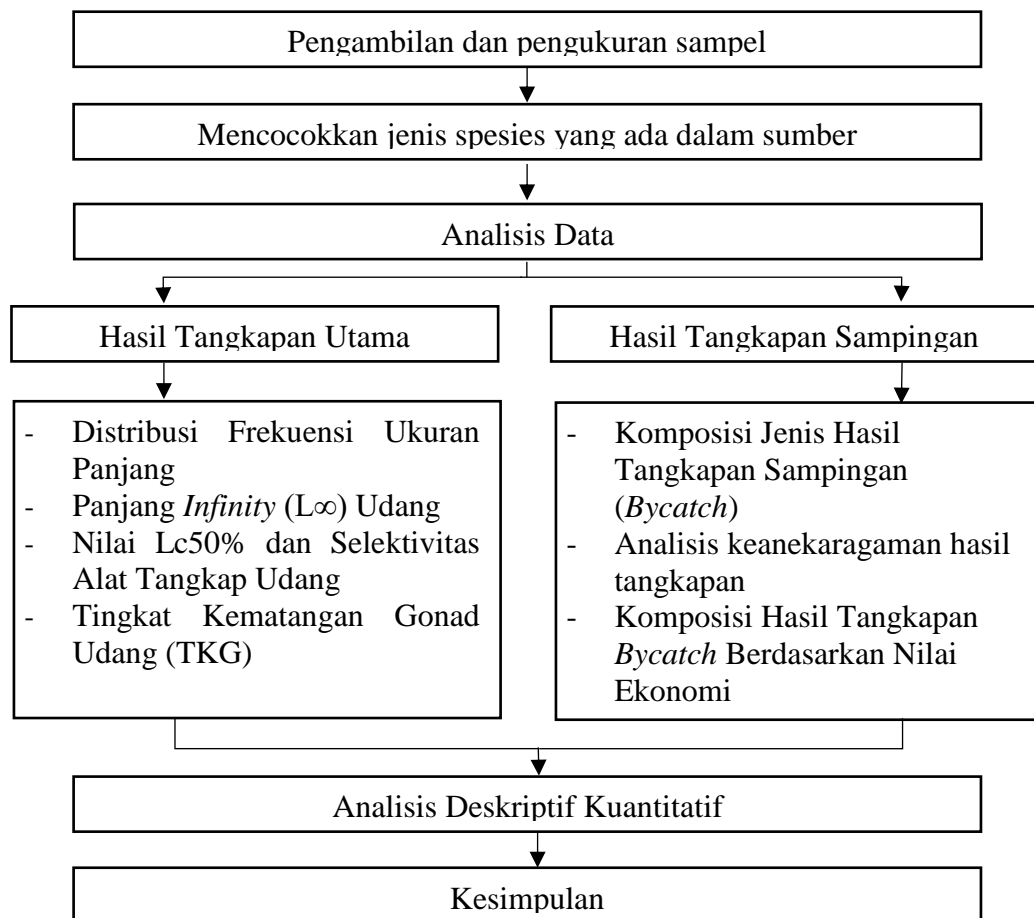 Pengambilan dan pengukuran sampel
Mencocokkan jenis spesies yang ada dalam sumber
Analisis Data
Hasil Tangkapan Utama
Hasil Tangkapan Sampingan
- Distribusi Frekuensi Ukuran
Panjang
- Panjang Infinity (L∞) Udang
- Nilai Lc50% dan Selektivitas
Alat Tangkap Udang
- Tingkat Kematangan Gonad
Udang (TKG)
- Komposisi Jenis Hasil
Tangkapan Sampingan
(Bycatch)
- Analisis keanekaragaman hasil
tangkapan
- Komposisi Hasil Tangkapan
Bycatch Berdasarkan Nilai
Ekonomi
Analisis Deskriptif Kuantitatif
Kesimpulan